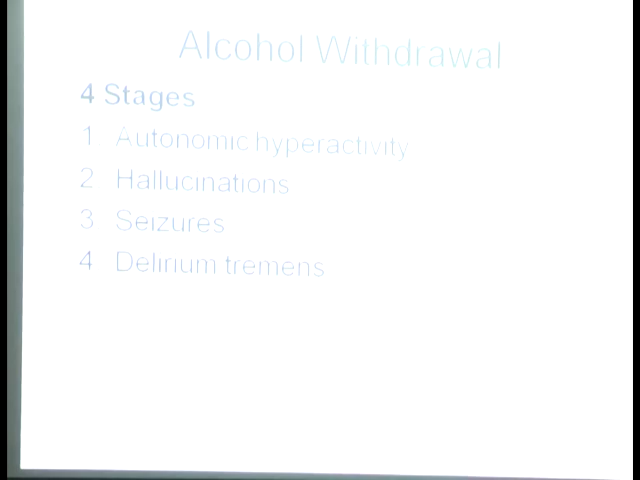 Alcohol Withdrawal
4 Stages
1 Autonomic hyperactivity
2 Hallucinations
3 Seizures
4 Delirium tremens